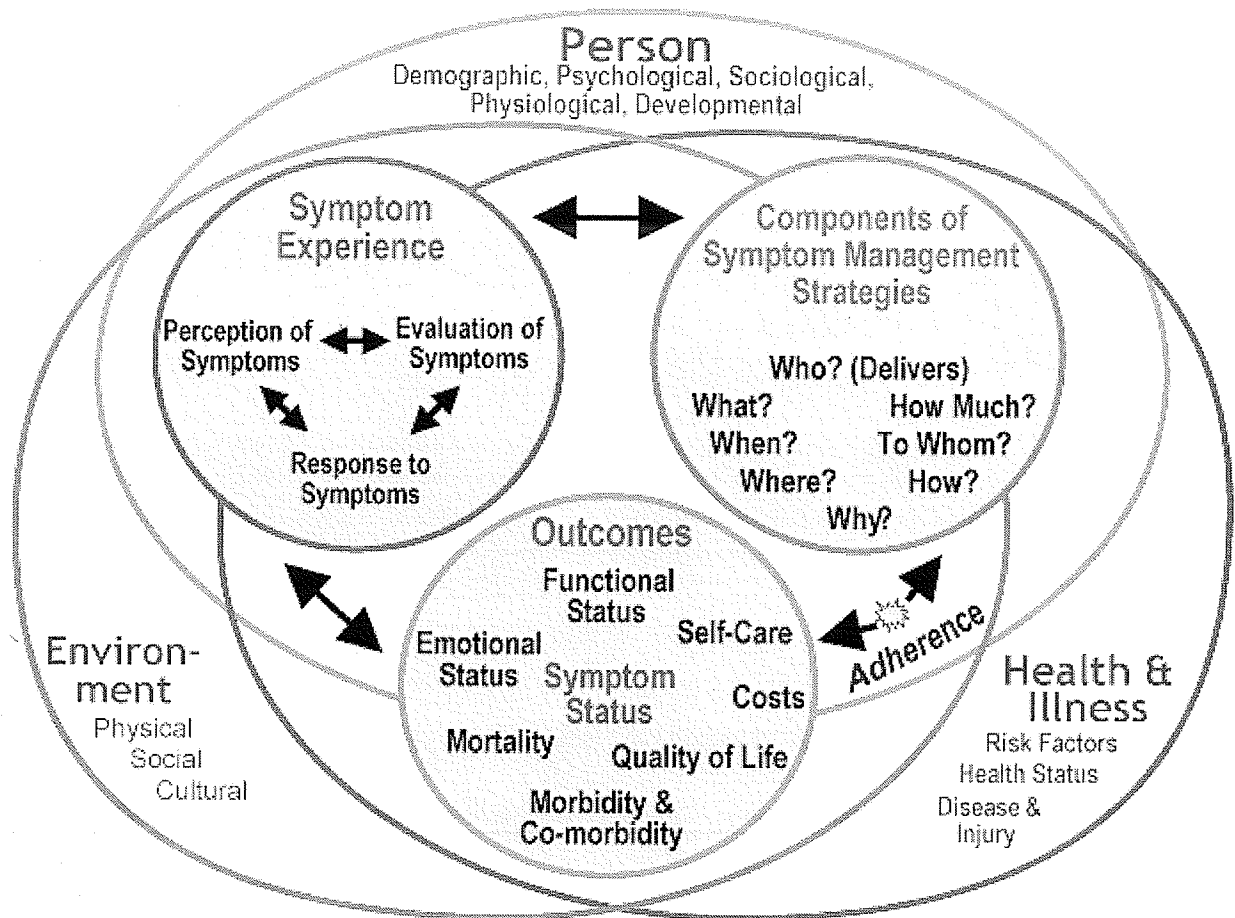 Person
Demographic, Psychological, Sociological,
Physiological, Developmental
Symptom
Experience
Perception of
Symptoms
Evaluation of
Symptoms
Response to
Symptoms
Components of
Symptom Management
Strategies
Who? (Delivers)
What?
How Much?
When?
To Whom?
Where?
How?
Why?
Outcomes
Functional
Status
Emotional
Status
Self-Care
Symptom
Status
Costs
Mortality
Quality of Life
Morbidity &
Co-morbidity
Adherence
Environ-
ment
Physical
Social
Cultural
Health &
Illness
Risk Factors
Health Status
Disease &
Injury